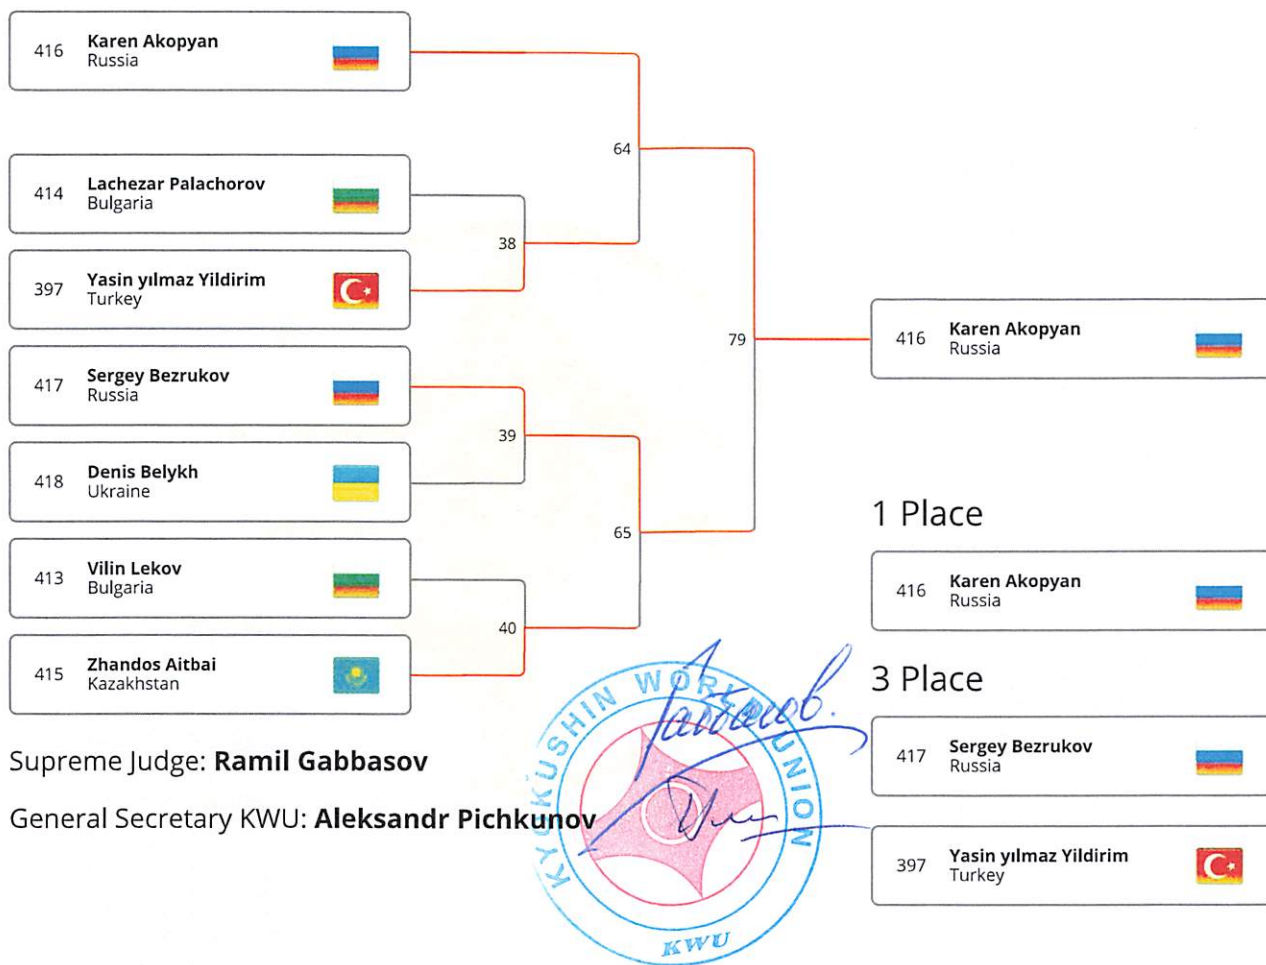 416 Karen Akopyan
Russia
414 Lachezar Palachorov
Bulgaria
397 Yasin yılmaz Yildirim
Turkey
417 Sergey Bezrukov
Russia
418 Denis Belykh
Ukraine
413 Vilin Lekov
Bulgaria
415 Zhandos Aitbai
Kazakhstan
38
39
40
64
65
79
416 Karen Akopyan
Russia
1 Place
416 Karen Akopyan
Russia
3 Place
417 Sergey Bezrukov
Russia
397 Yasin yılmaz Yildirim
Turkey
Supreme Judge: Ramil Gabbasov
General Secretary KWU: Aleksandr Pichkunov
KYOKUSHIN WORLD UNION
KWU